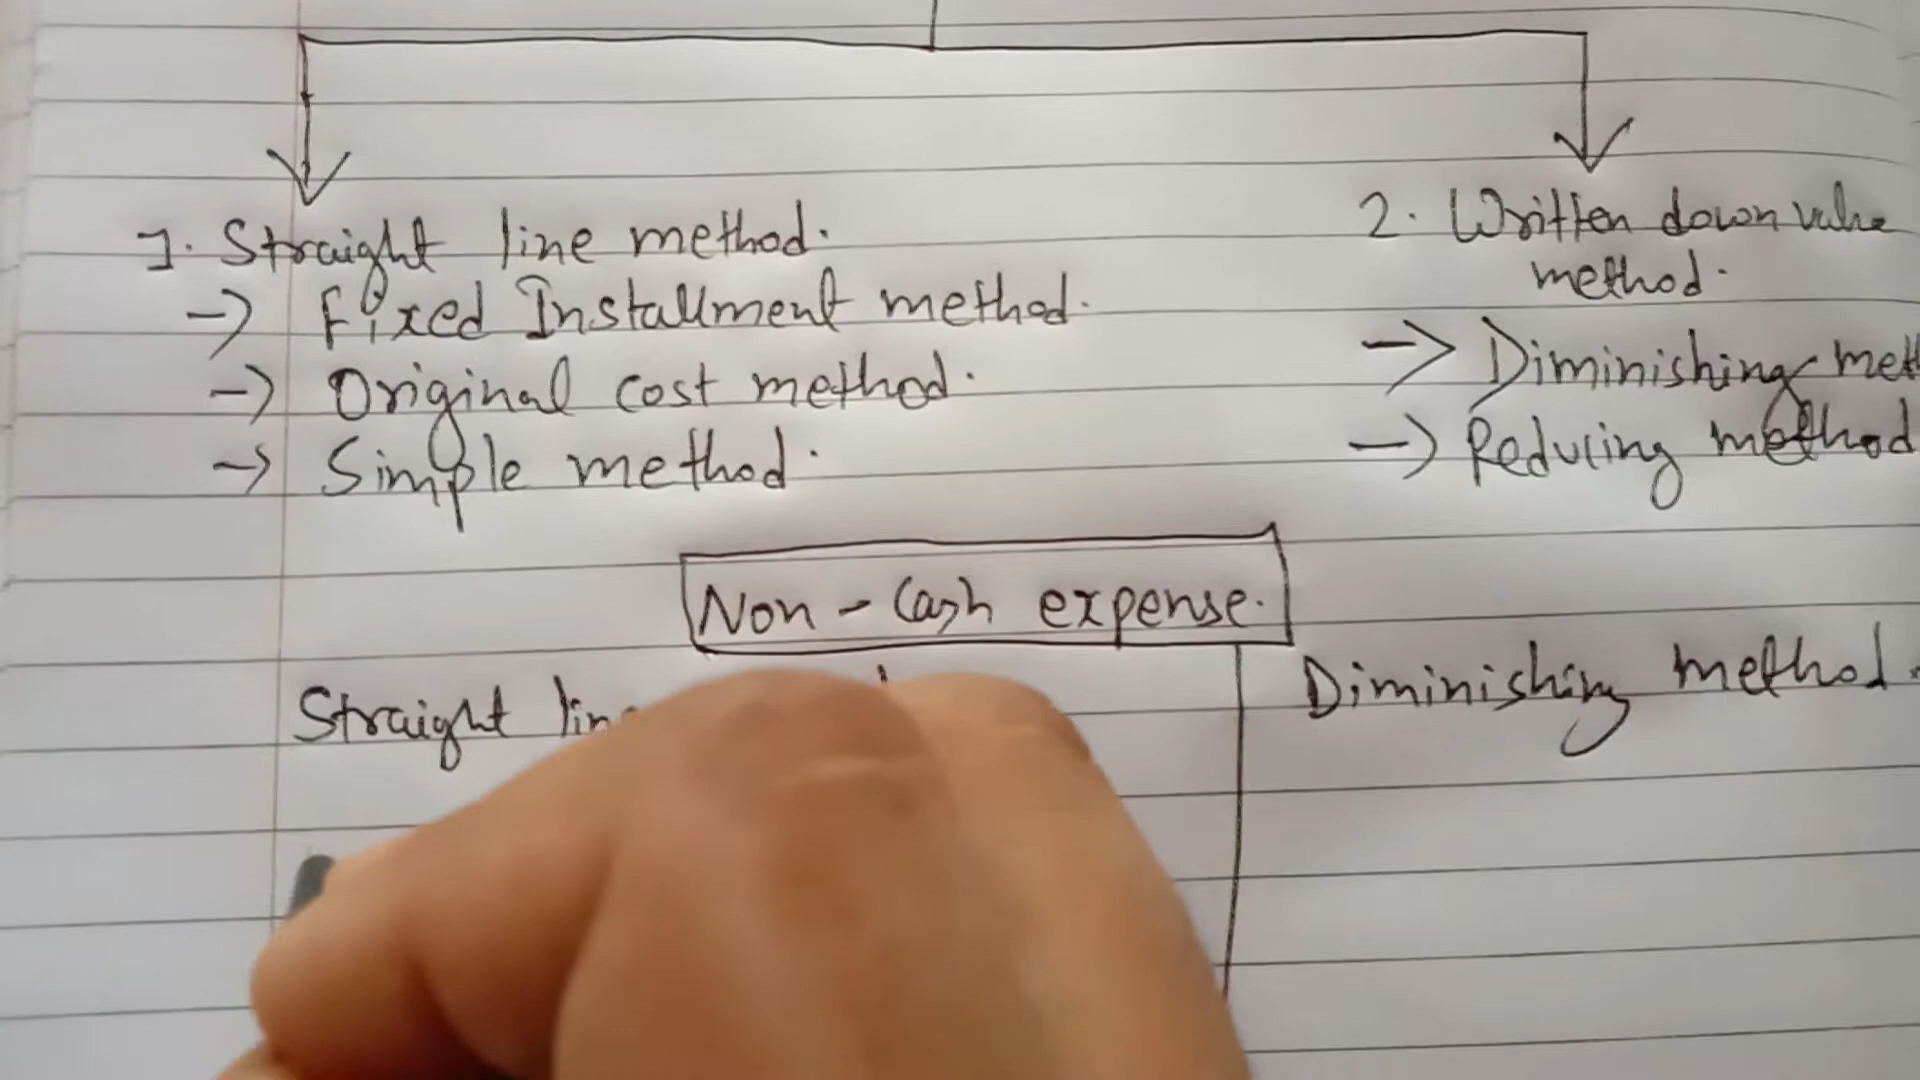 1. Straight line method.
2. Written down value
method.
-> Fixed Installment method.
-> Original cost method.
-> Simple method.
-> Diminishing
-> Reducing method
Non - Cash expense.
Straight
Diminishing method.